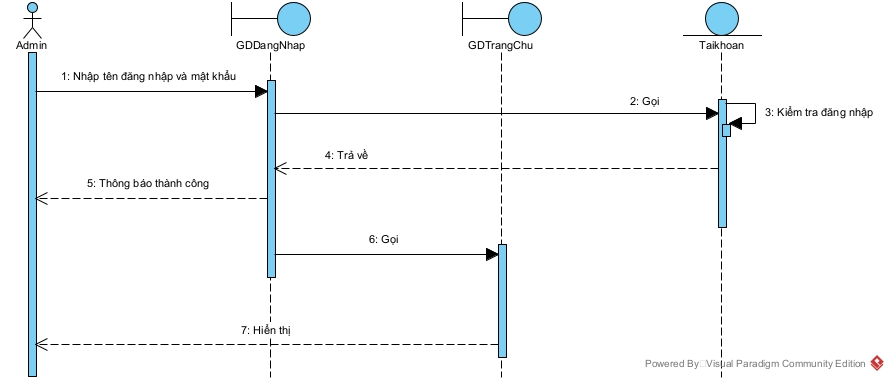 Admin
GDDangNhap
GDTrangChu
Taikhoan
1: Nhập tên đăng nhập và mật khẩu
2: Gọi
3: Kiểm tra đăng nhập
4: Trả về
5: Thông báo thành công
6: Gọi
7: Hiển thị
Powered By Visual Paradigm Community Edition